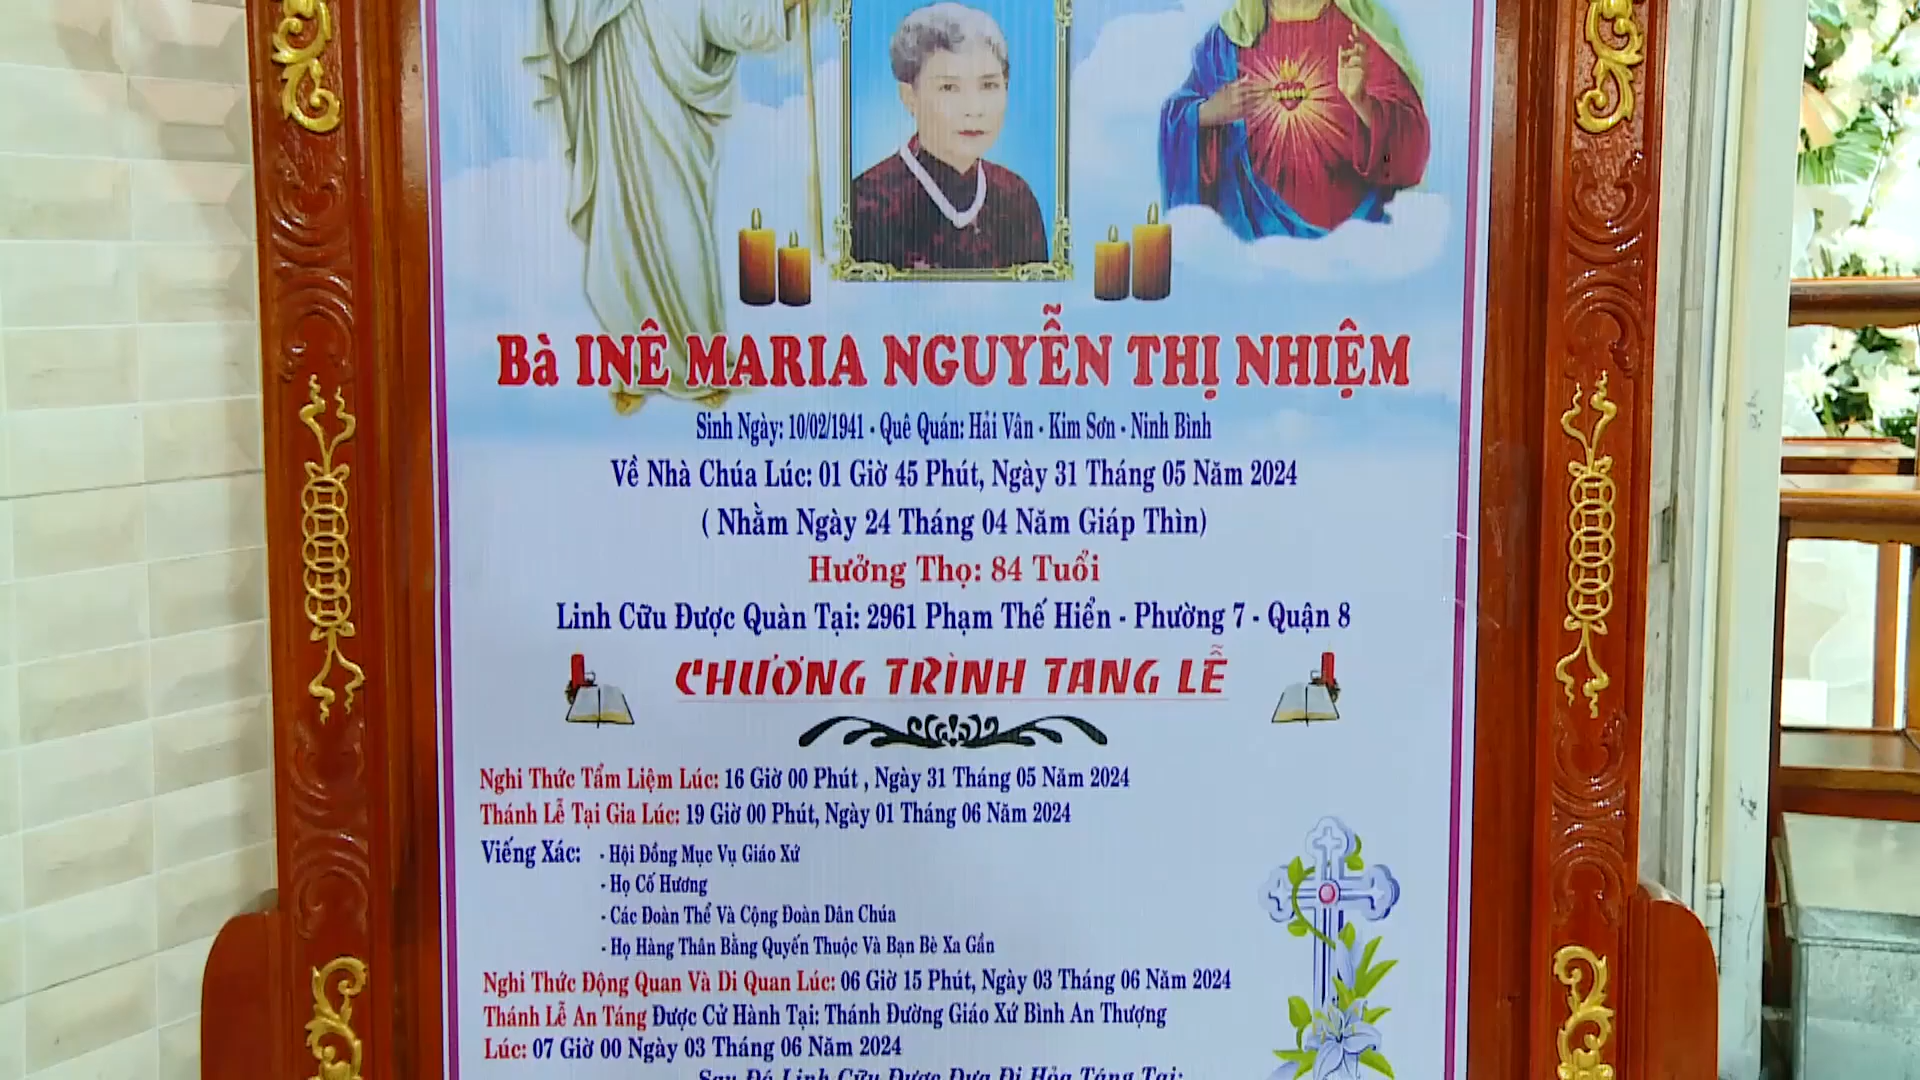 Bà INÊ MARIA NGUYỄN THỊ NHIỆM
Sinh Ngày: 10/02/1941 - Quê Quán: Hải Vân - Kim Sơn - Ninh Bình
Về Nhà Chúa Lúc: 01 Giờ 45 Phút, Ngày 31 Tháng 05 Năm 2024
( Nhằm Ngày 24 Tháng 04 Năm Giáp Thìn)
Hưởng Thọ: 84 Tuổi
Linh Cữu Được Quàn Tại: 2961 Phạm Thế Hiển - Phường 7 - Quận 8
CHƯƠNG TRÌNH TANG LỄ
Nghi Thức Tẩm Liệm Lúc: 16 Giờ 00 Phút , Ngày 31 Tháng 05 Năm 2024
Thánh Lễ Tại Gia Lúc: 19 Giờ 00 Phút, Ngày 01 Tháng 06 Năm 2024
Viếng Xác: - Hội Đồng Mục Vụ Giáo Xứ
- Họ Cố Hương
- Các Đoàn Thể Và Cộng Đoàn Dân Chúa
- Họ Hàng Thân Bằng Quyến Thuộc Và Bạn Bè Xa Gần
Nghi Thức Động Quan Và Di Quan Lúc: 06 Giờ 15 Phút, Ngày 03 Tháng 06 Năm 2024
Thánh Lễ An Táng Được Cử Hành Tại: Thánh Đường Giáo Xứ Bình An Thượng
Lúc: 07 Giờ 00 Ngày 03 Tháng 06 Năm 2024
Sau Đó Linh Cữu Được Đưa Đi Hỏa Táng Tại: